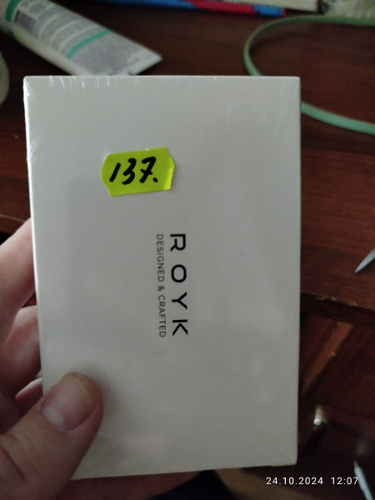 137.
ROYK
DESIGNED & CRAFTED
24.10.2024 12:07